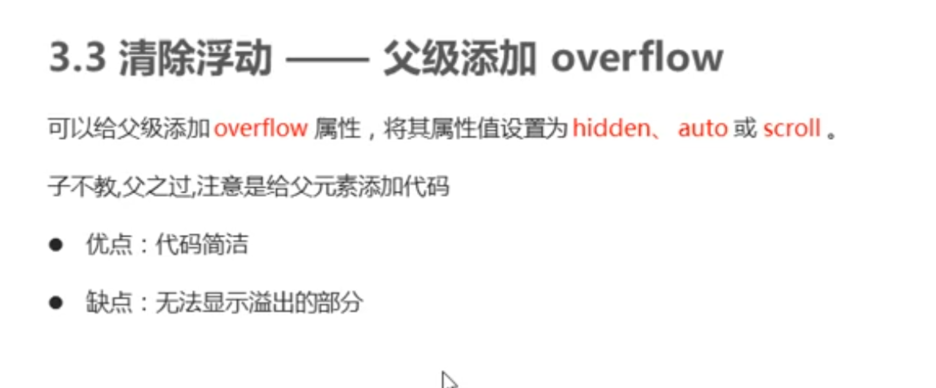 3.3 清除浮动 —— 父级添加 overflow
可以给父级添加 overflow 属性，将其属性值设置为 hidden、 auto 或 scroll 。
子不教,父之过,注意是给父元素添加代码
● 优点：代码简洁
● 缺点：无法显示溢出的部分